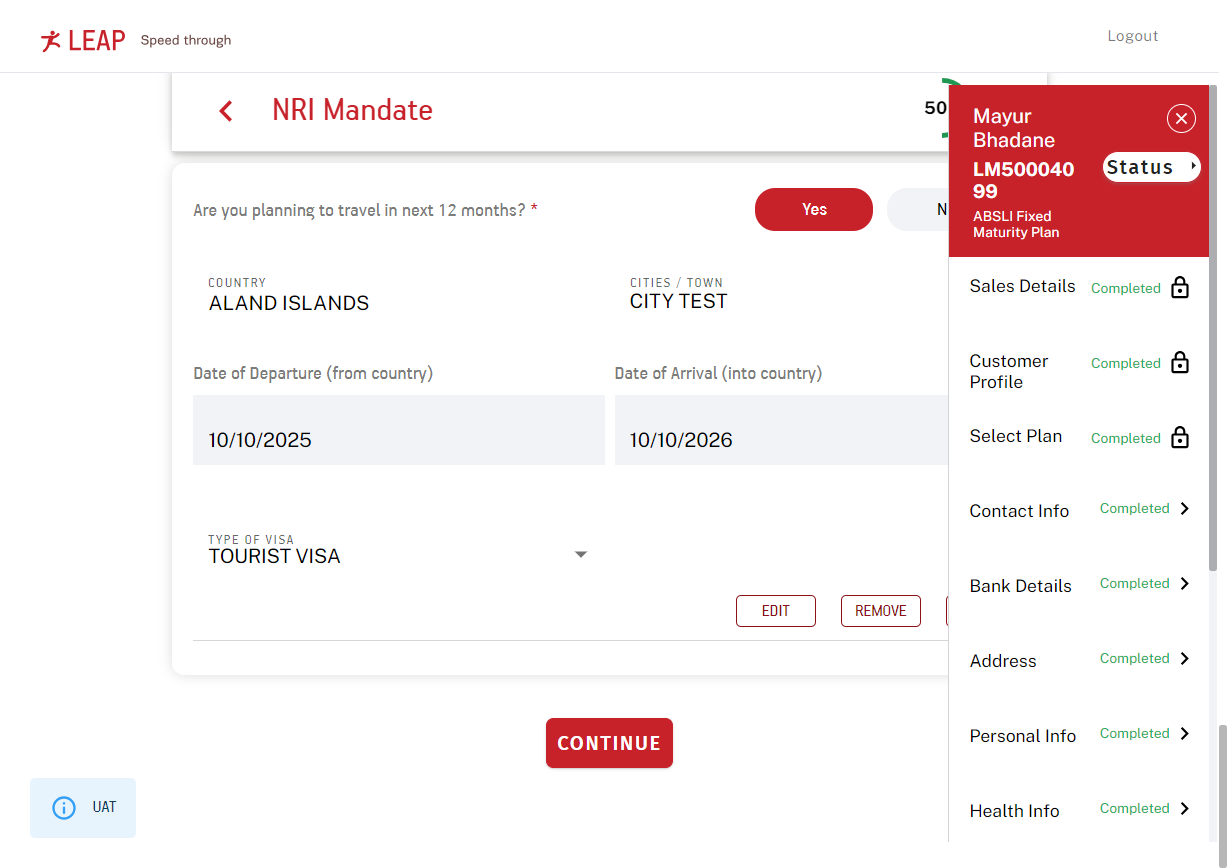 LEAP Speed through
Logout
NRI Mandate
50
Mayur
Bhadane
LM500040
99
Status
ABSLI Fixed
Maturity Plan
Are you planning to travel in next 12 months? *
Yes
N
COUNTRY
ALAND ISLANDS
CITIES / TOWN
CITY TEST
Date of Departure (from country)
Date of Arrival (into country)
10/10/2025
10/10/2026
TYPE OF VISA
TOURIST VISA
EDIT
REMOVE
CONTINUE
UAT
Sales Details Completed
Customer
Profile
Completed
Select Plan Completed
Contact Info Completed
Bank Details Completed
Address Completed
Personal Info Completed
Health Info Completed